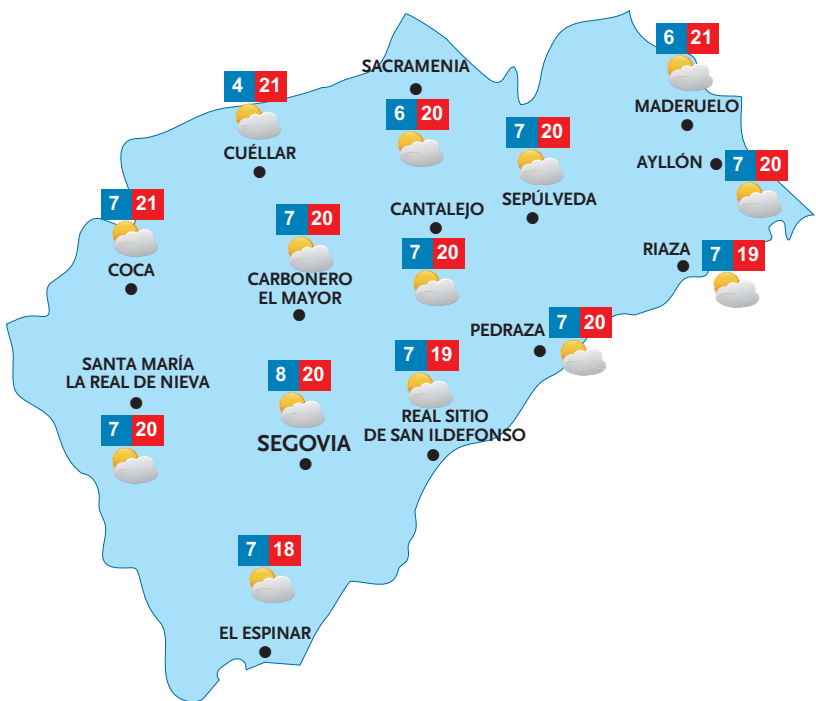 6 21
MADERUELO
SACRAMENIA
6 20
4 21
CUÉLLAR
7 20
SEPÚLVEDA
AYLLÓN
7 20
7 21
COCA
7 20
CARBONERO
EL MAYOR
CANTALEJO
7 20
RIAZA
7 19
PEDRAZA
7 20
SANTA MARÍA
LA REAL DE NIEVA
7 20
8 20
SEGOVIA
7 19
REAL SITIO
DE SAN ILDEFONSO
7 18
EL ESPINAR